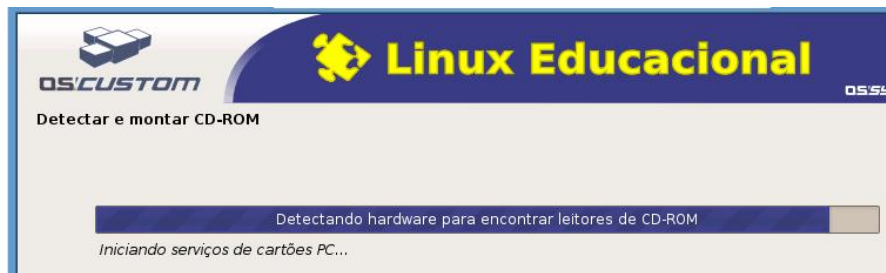 OS'CUSTOM
Linux Educacional
Detectar e montar CD-ROM
Detectando hardware para encontrar leitores de CD-ROM
Iniciando serviços de cartões PC...